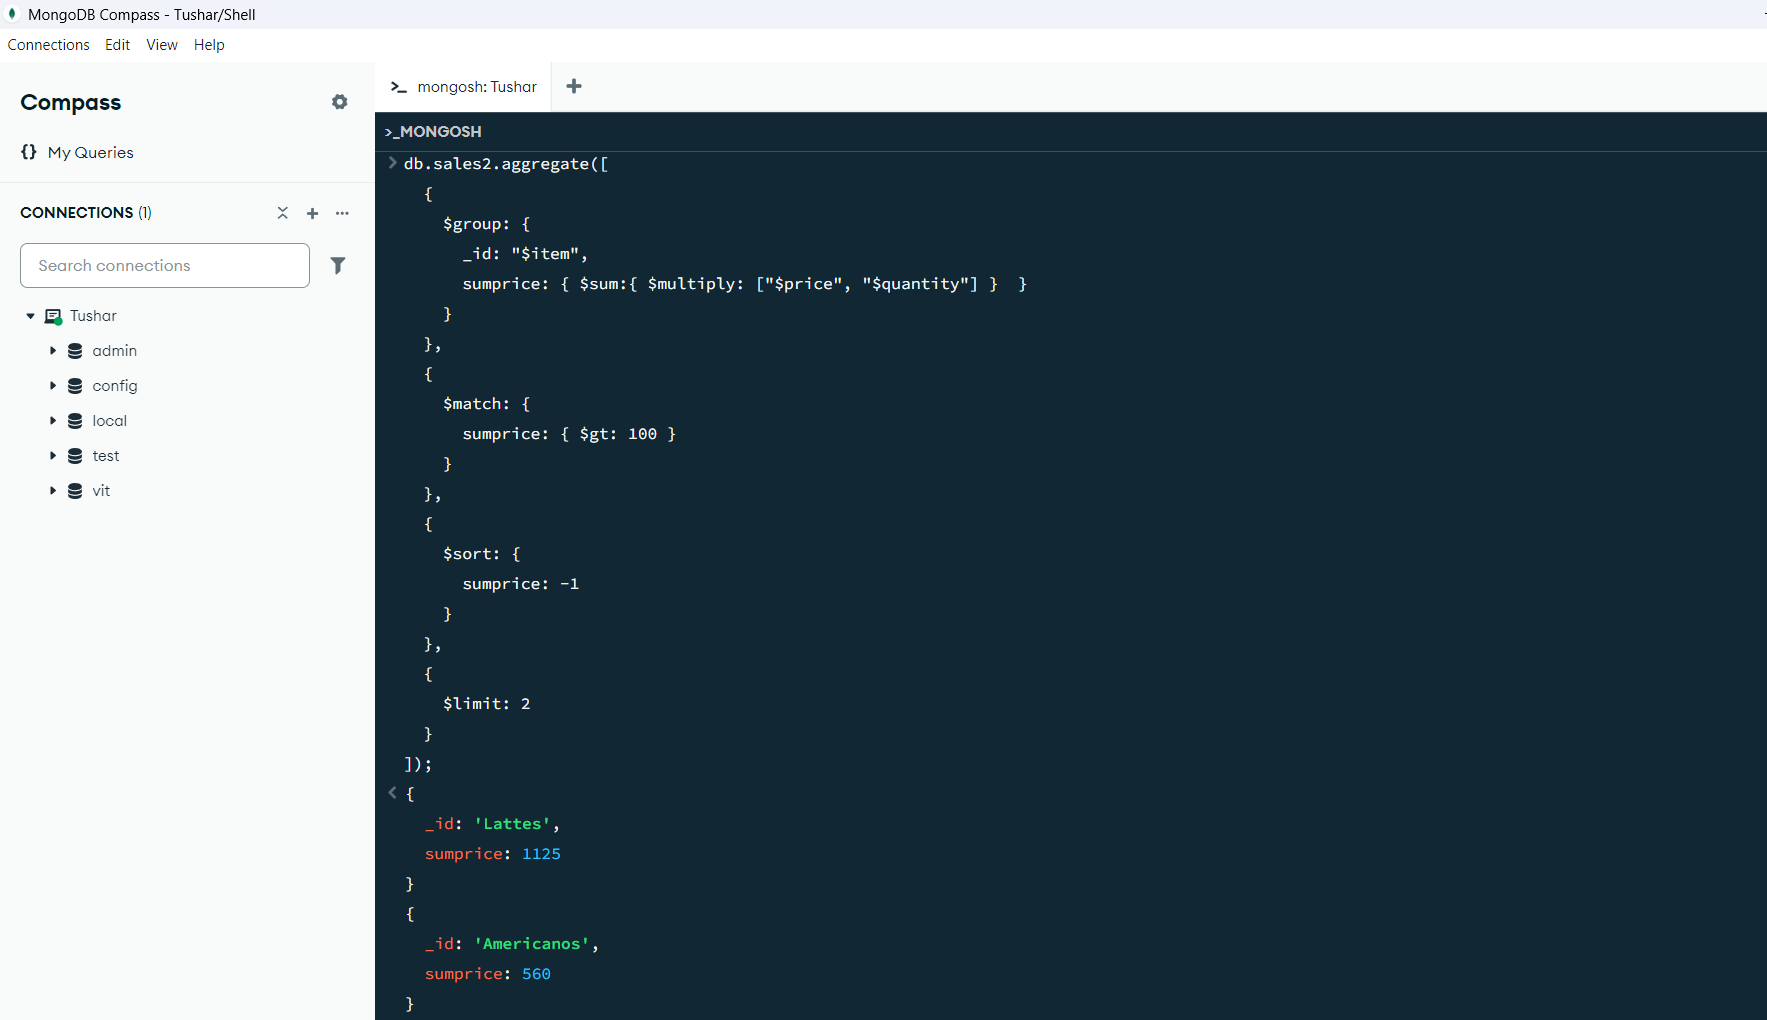 MongoDB Compass - Tushar/Shell
Connections Edit View Help
Compass
My Queries
CONNECTIONS (1)
Search connections
Tushar
admin
config
local
test
vit
mongosh: Tushar
>_MONGOSH
> db.sales2.aggregate([
{
$group: {
_id: "$item",
sumprice: { $sum:{ $multiply: ["$price", "$quantity"] }  }
}
},
{
$match: {
sumprice: { $gt: 100 }
}
},
{
$sort: {
sumprice: -1
}
},
{
$limit: 2
}
]);
< {
_id: 'Lattes',
sumprice: 1125
}
{
_id: 'Americanos',
sumprice: 560
}